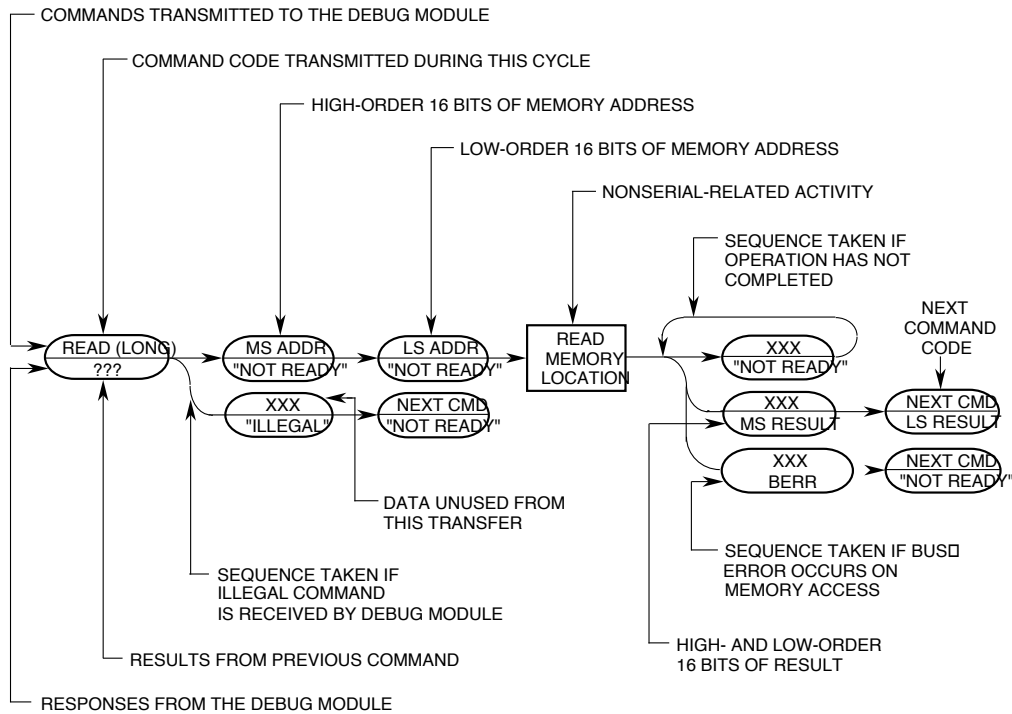 COMMANDS TRANSMITTED TO THE DEBUG MODULE
COMMAND CODE TRANSMITTED DURING THIS CYCLE
HIGH-ORDER 16 BITS OF MEMORY ADDRESS
LOW-ORDER 16 BITS OF MEMORY ADDRESS
NONSERIAL-RELATED ACTIVITY
SEQUENCE TAKEN IF
OPERATION HAS NOT
COMPLETED
NEXT
COMMAND
CODE
READ (LONG)
???
MS ADDR
"NOT READY"
LS ADDR
"NOT READY"
READ
MEMORY
LOCATION
XXX
"NOT READY"
XXX
"ILLEGAL"
NEXT CMD
"NOT READY"
XXX
MS RESULT
NEXT CMD
LS RESULT
XXX
BERR
NEXT CMD
"NOT READY"
DATA UNUSED FROM
THIS TRANSFER
SEQUENCE TAKEN IF
ILLEGAL COMMAND
IS RECEIVED BY DEBUG MODULE
SEQUENCE TAKEN IF BUS
ERROR OCCURS ON
MEMORY ACCESS
HIGH- AND LOW-ORDER
16 BITS OF RESULT
RESULTS FROM PREVIOUS COMMAND
RESPONSES FROM THE DEBUG MODULE